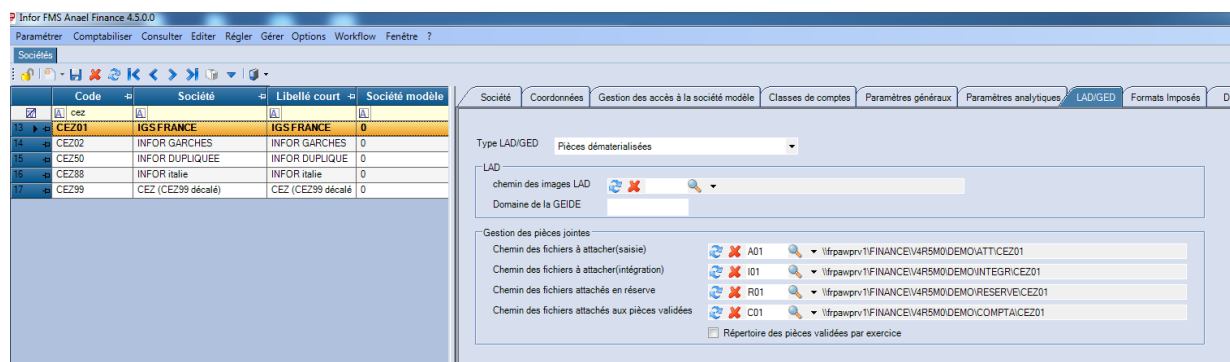 Infor FMS Anael Finance 4.5.0.0
Paramétrer Comptabiliser Consulter Editer Régler Gérer Options Workflow Fenêtre ?
Sociétés
Code Société Libellé court Société modèle
cez
13 CEZ01 IGS FRANCE IGS FRANCE 0
14 CEZ02 INFOR GARCHES INFOR GARCHES 0
15 CEZ50 INFOR DUPLIQUEE INFOR DUPLIQUE 0
16 CEZ88 INFOR italie INFOR italie 0
17 CEZ99 CEZ (CEZ99 décalé) CEZ (CEZ99 décalé 0
Société Coordonnées Gestion des accès à la société modèle Classes de comptes Paramètres généraux Paramètres analytiques LAD/GED Formats Imposés D
Type LAD/GED Pièces dématerialisées
LAD
chemin des images LAD
Domaine de la GEIDE
Gestion des pièces jointes
Chemin des fichiers à attacher(saisie) A01 \\frpawprv1\FINANCE\V4R5M0\DEMO\ATT\CEZ01
Chemin des fichiers à attacher(intégration) I01 \\frpawprv1\FINANCE\V4R5M0\DEMO\INTEGR\CEZ01
Chemin des fichiers attachés en réserve R01 \\frpawprv1\FINANCE\V4R5M0\DEMO\RESERVE\CEZ01
Chemin des fichiers attachés aux pièces validées C01 \\frpawprv1\FINANCE\V4R5M0\DEMO\COMPTA\CEZ01
Répertoire des pièces validées par exercice